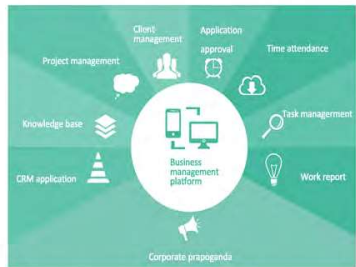 Client-
management
Application
approval
Project management
Time attendance
Knowledge base
Task management
Business
management
platform
CRM application
Work report
Corporate prapoganda